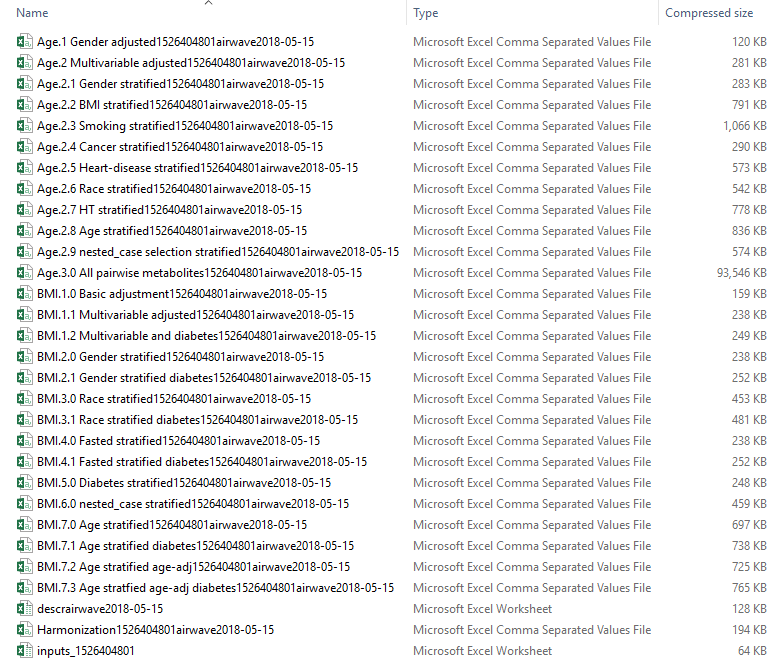 Name Type Compressed size
Age.1 Gender adjusted1526404801airwave2018-05-15 Microsoft Excel Comma Separated Values File 120 KB
Age.2 Multivariable adjusted1526404801airwave2018-05-15 Microsoft Excel Comma Separated Values File 281 KB
Age.2.1 Gender stratified1526404801airwave2018-05-15 Microsoft Excel Comma Separated Values File 283 KB
Age.2.2 BMI stratified1526404801airwave2018-05-15 Microsoft Excel Comma Separated Values File 791 KB
Age.2.3 Smoking stratified1526404801airwave2018-05-15 Microsoft Excel Comma Separated Values File 1,066 KB
Age.2.4 Cancer stratified1526404801airwave2018-05-15 Microsoft Excel Comma Separated Values File 290 KB
Age.2.5 Heart-disease stratified1526404801airwave2018-05-15 Microsoft Excel Comma Separated Values File 573 KB
Age.2.6 Race stratified1526404801airwave2018-05-15 Microsoft Excel Comma Separated Values File 542 KB
Age.2.7 HT stratified1526404801airwave2018-05-15 Microsoft Excel Comma Separated Values File 778 KB
Age.2.8 Age stratified1526404801airwave2018-05-15 Microsoft Excel Comma Separated Values File 836 KB
Age.2.9 nested_case selection stratified1526404801airwave2018-05-15 Microsoft Excel Comma Separated Values File 574 KB
Age.3.0 All pairwise metabolites1526404801airwave2018-05-15 Microsoft Excel Comma Separated Values File 93,546 KB
BMI.1.0 Basic adjustment1526404801airwave2018-05-15 Microsoft Excel Comma Separated Values File 159 KB
BMI.1.1 Multivariable adjusted1526404801airwave2018-05-15 Microsoft Excel Comma Separated Values File 238 KB
BMI.1.2 Multivariable and diabetes1526404801airwave2018-05-15 Microsoft Excel Comma Separated Values File 249 KB
BMI.2.0 Gender stratified1526404801airwave2018-05-15 Microsoft Excel Comma Separated Values File 238 KB
BMI.2.1 Gender stratified diabetes1526404801airwave2018-05-15 Microsoft Excel Comma Separated Values File 252 KB
BMI.3.0 Race stratified1526404801airwave2018-05-15 Microsoft Excel Comma Separated Values File 453 KB
BMI.3.1 Race stratified diabetes1526404801airwave2018-05-15 Microsoft Excel Comma Separated Values File 481 KB
BMI.4.0 Fasted stratified1526404801airwave2018-05-15 Microsoft Excel Comma Separated Values File 238 KB
BMI.4.1 Fasted stratified diabetes1526404801airwave2018-05-15 Microsoft Excel Comma Separated Values File 252 KB
BMI.5.0 Diabetes stratified1526404801airwave2018-05-15 Microsoft Excel Comma Separated Values File 248 KB
BMI.6.0 nested_case stratified1526404801airwave2018-05-15 Microsoft Excel Comma Separated Values File 459 KB
BMI.7.0 Age stratified1526404801airwave2018-05-15 Microsoft Excel Comma Separated Values File 697 KB
BMI.7.1 Age stratified diabetes1526404801airwave2018-05-15 Microsoft Excel Comma Separated Values File 738 KB
BMI.7.2 Age stratified age-adj1526404801airwave2018-05-15 Microsoft Excel Comma Separated Values File 725 KB
BMI.7.3 Age stratfied age-adj diabetes1526404801airwave2018-05-15 Microsoft Excel Comma Separated Values File 765 KB
descrairwave2018-05-15 Microsoft Excel Worksheet 128 KB
Harmonization1526404801airwave2018-05-15 Microsoft Excel Comma Separated Values File 194 KB
inputs_1526404801 Microsoft Excel Worksheet 64 KB